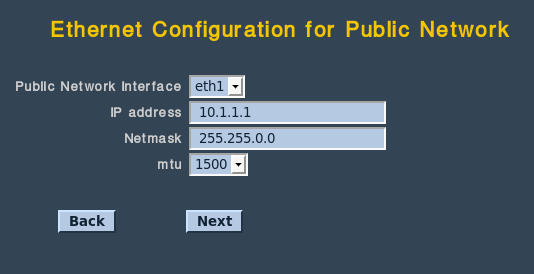 Ethernet Configuration for Public Network
Public Network Interface eth1
IP address 10.1.1.1
Netmask 255.255.0.0
mtu 1500
Back Next